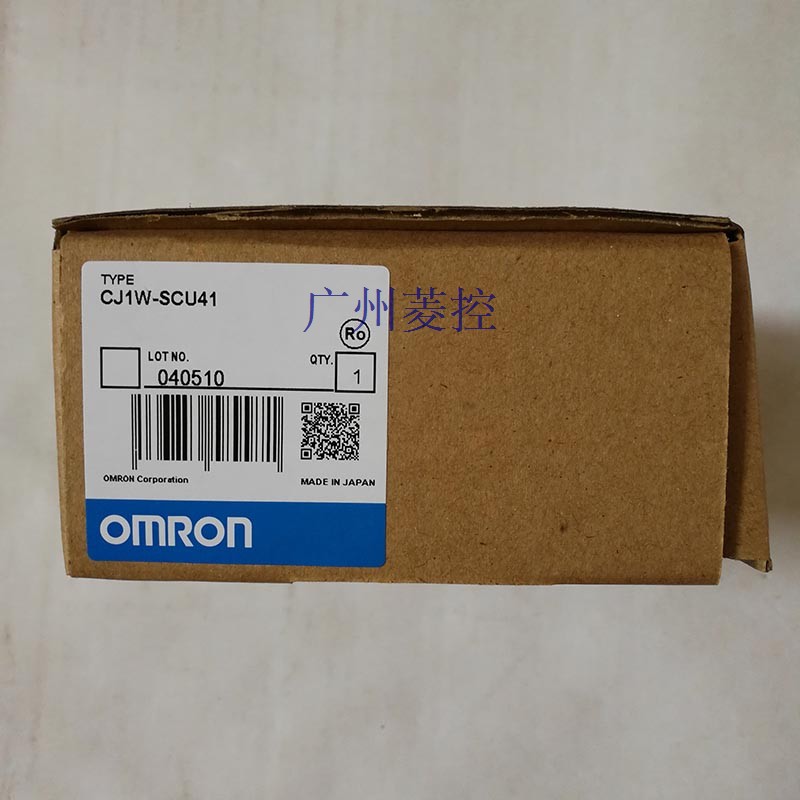 TYPE
CJ1W-SCU41
广州菱控
Ro
LOT NO.
QTY.
040510
1
OMRON Corporation
MADE IN JAPAN
OMRON